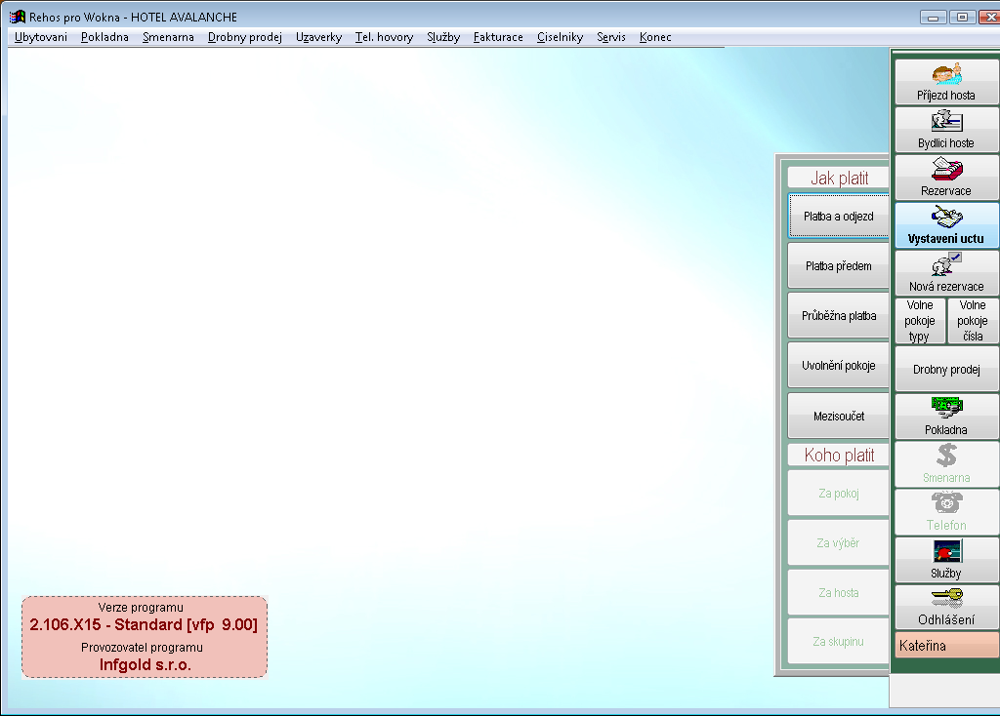 Rehos pro Wokna - HOTEL AVALANCHE
Ubytovani Pokladna Smenarna Drobny prodej Uzaverky Tel. hovory Služby Fakturace Ciselniky Servis Konec
Jak platit
Platba a odjezd
Platba předem
Průběžna platba
Uvolnění pokoje
Mezisoučet
Koho platit
Za pokoj
Za výběr
Za hosta
Za skupinu
Příjezd hosta
Bydlici hoste
Rezervace
Vystaveni uctu
Nová rezervace
Volne
pokoje
typy
Volne
pokoje
čísla
Drobny prodej
Pokladna
Smenarna
Telefon
Služby
Odhlášení
Kateřina
Verze programu
2.106.X15 - Standard [vfp 9.00]
Provozovatel programu
Infgold s.r.o.